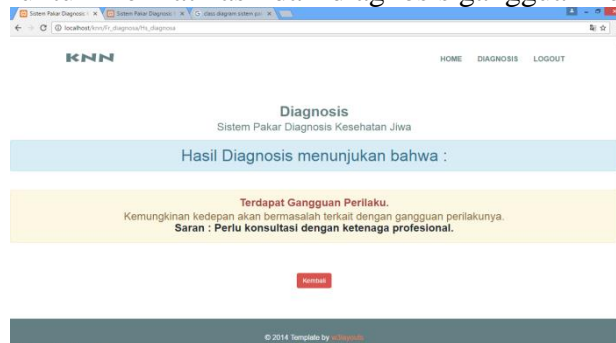 Sistem Pakar Diagnosis
Sistem Pakar Diagnosis
class diagram sistem pak
localhost/knn/Fr_diagnosa/Hs_diagnosa
KNN
HOME DIAGNOSIS LOGOUT
Diagnosis
Sistem Pakar Diagnosis Kesehatan Jiwa
Hasil Diagnosis menunjukan bahwa :
Terdapat Gangguan Perilaku.
Kemungkinan kedepan akan bermasalah terkait dengan gangguan perilakunya.
Saran : Perlu konsultasi dengan ketenaga profesional.
Kembali
© 2014 Template by w3layouts